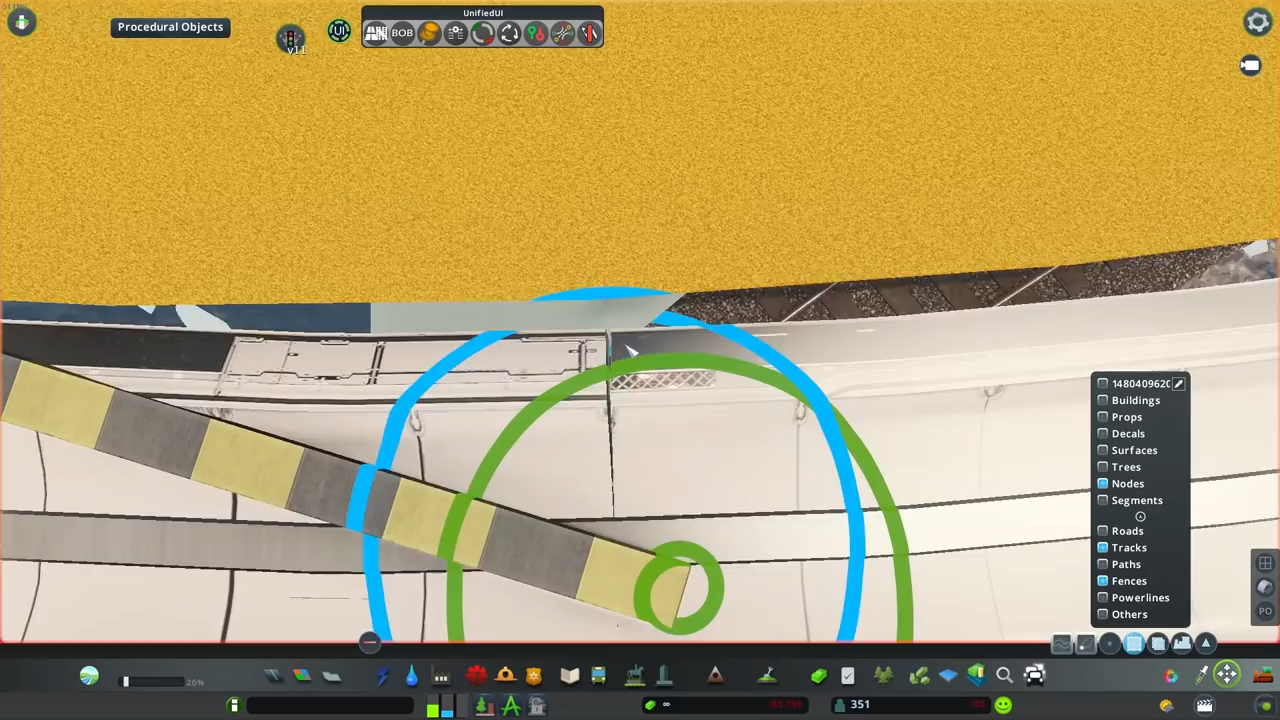 Procedural Objects
v11
UI
UnifiedUI
BOB
1480409620
Buildings
Props
Decals
Surfaces
Trees
Nodes
Segments
Roads
Tracks
Paths
Fences
Powerlines
Others
PO
20%
∞
351